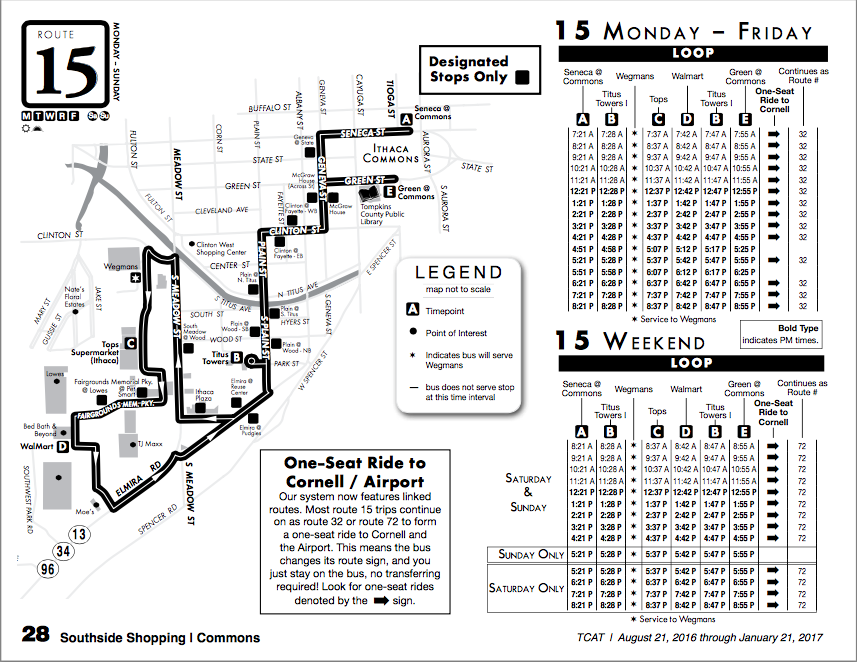 ROUTE
15
MONDAY – SUNDAY
M T W R F Sa Su
Designated
Stops Only
BUFFALO ST
ALBANY ST
GENEVA ST
CAYUGA ST
TIOGA ST
Seneca @
Commons
A
SENECA ST
Geneva
@ State
ITHACA
COMMONS
AURORA ST
STATE ST
STATE ST
FULTON ST
MEADOW ST
CORN ST
PLAIN ST
McGraw
House
(Across St)
GENEVA ST
GREEN ST
GREEN ST
E
Green @
Commons
FAYETTE ST
McGraw
House
Tompkins
County Public
Library
S AURORA ST
CLEVELAND AVE
Clinton @
Fayette - WB
FULTON ST
CLINTON ST
CLINTON ST
Clinton West
Shopping Center
Clinton @
Fayette - EB
E SPENCER ST
CENTER ST
PLAIN ST
Wegmans
Plain @
N TITUS AVE
S TITUS AVE
Nate's
Floral
Estates
JAKE ST
MARY ST
GUSSIE ST
S MEADOW ST
SOUTH ST
Plain @
S. Titus
HYERS ST
S GENEVA ST
South
Meadow
@ Wood
Plain @
Wood - SB
WOOD ST
S PLAIN ST
Plain @
Wood - NB
Tops
Supermarket
(Ithaca)
C
Titus
Towers
B
PARK ST
W SPENCER ST
Lowes
Fairgrounds Memorial Pky.
@ Lowes
@ Pet
Smart
Ithaca
Plaza
Elmira @
Reuse
Center
FAIRGROUNDS MEM. PKY.
Elmira @
Pudgies
Bed Bath &
Beyond
WalMart
D
TJ Maxx
ELMIRA RD
S MEADOW ST
SOUTHWEST PARK RD
Moe's
SPENCER RD
13
34
96
LEGEND
map not to scale
A Timepoint
Point of Interest
✶ Indicates bus will serve
Wegmans
— bus does not serve stop
at this time interval
One-Seat Ride to
Cornell / Airport
Our system now features linked
routes. Most route 15 trips continue
on as route 32 or route 72 to form
a one-seat ride to Cornell and
the Airport. This means the bus
changes its route sign, and you
just stay on the bus, no transferring
required! Look for one-seat rides
denoted by the ➡ sign.
15 MONDAY – FRIDAY
LOOP
Seneca @ Commons Titus Towers I Wegmans Tops Walmart Titus Towers I Green @ Commons One-Seat Ride to Cornell Continues as Route #
A B C D B E
7:21 A 7:28 A ✶ 7:37 A 7:42 A 7:47 A 7:55 A ➡ 32
8:21 A 8:28 A ✶ 8:37 A 8:42 A 8:47 A 8:55 A ➡ 32
9:21 A 9:28 A ✶ 9:37 A 9:42 A 9:47 A 9:55 A ➡ 32
10:21 A 10:28 A ✶ 10:37 A 10:42 A 10:47 A 10:55 A ➡ 32
11:21 A 11:28 A ✶ 11:37 A 11:42 A 11:47 A 11:55 A ➡ 32
12:21 P 12:28 P ✶ 12:37 P 12:42 P 12:47 P 12:55 P ➡ 32
1:21 P 1:28 P ✶ 1:37 P 1:42 P 1:47 P 1:55 P ➡ 32
2:21 P 2:28 P ✶ 2:37 P 2:42 P 2:47 P 2:55 P ➡ 32
3:21 P 3:28 P ✶ 3:37 P 3:42 P 3:47 P 3:55 P ➡ 32
4:21 P 4:28 P ✶ 4:37 P 4:42 P 4:47 P 4:55 P ➡ 32
4:51 P 4:58 P ✶ 5:07 P 5:12 P 5:17 P 5:25 P
5:21 P 5:28 P ✶ 5:37 P 5:42 P 5:47 P 5:55 P ➡ 32
5:51 P 5:58 P ✶ 6:07 P 6:12 P 6:17 P 6:25 P
6:21 P 6:28 P ✶ 6:37 P 6:42 P 6:47 P 6:55 P ➡ 32
7:21 P 7:28 P ✶ 7:37 P 7:42 P 7:47 P 7:55 P ➡ 32
8:21 P 8:28 P ✶ 8:37 P 8:42 P 8:47 P 8:55 P ➡ 32
✶ Service to Wegmans
Bold Type
indicates PM times.
15 WEEKEND
LOOP
Seneca @ Commons Titus Towers I Wegmans Tops Walmart Titus Towers I Green @ Commons One-Seat Ride to Cornell Continues as Route #
A B C D B E
SATURDAY
&
SUNDAY
8:21 A 8:28 A ✶ 8:37 A 8:42 A 8:47 A 8:55 A ➡ 72
9:21 A 9:28 A ✶ 9:37 A 9:42 A 9:47 A 9:55 A ➡ 72
10:21 A 10:28 A ✶ 10:37 A 10:42 A 10:47 A 10:55 A ➡ 72
11:21 A 11:28 A ✶ 11:37 A 11:42 A 11:47 A 11:55 A ➡ 72
12:21 P 12:28 P ✶ 12:37 P 12:42 P 12:47 P 12:55 P ➡ 72
1:21 P 1:28 P ✶ 1:37 P 1:42 P 1:47 P 1:55 P ➡ 72
2:21 P 2:28 P ✶ 2:37 P 2:42 P 2:47 P 2:55 P ➡ 72
3:21 P 3:28 P ✶ 3:37 P 3:42 P 3:47 P 3:55 P ➡ 72
4:21 P 4:28 P ✶ 4:37 P 4:42 P 4:47 P 4:55 P ➡ 72
SUNDAY ONLY 5:21 P 5:28 P ✶ 5:37 P 5:42 P 5:47 P 5:55 P
SATURDAY ONLY
5:21 P 5:28 P ✶ 5:37 P 5:42 P 5:47 P 5:55 P ➡ 72
6:21 P 6:28 P ✶ 6:37 P 6:42 P 6:47 P 6:55 P ➡ 72
7:21 P 7:28 P ✶ 7:37 P 7:42 P 7:47 P 7:55 P ➡ 72
8:21 P 8:28 P ✶ 8:37 P 8:42 P 8:47 P 8:55 P ➡ 72
✶ Service to Wegmans
28 Southside Shopping | Commons
TCAT | August 21, 2016 through January 21, 2017